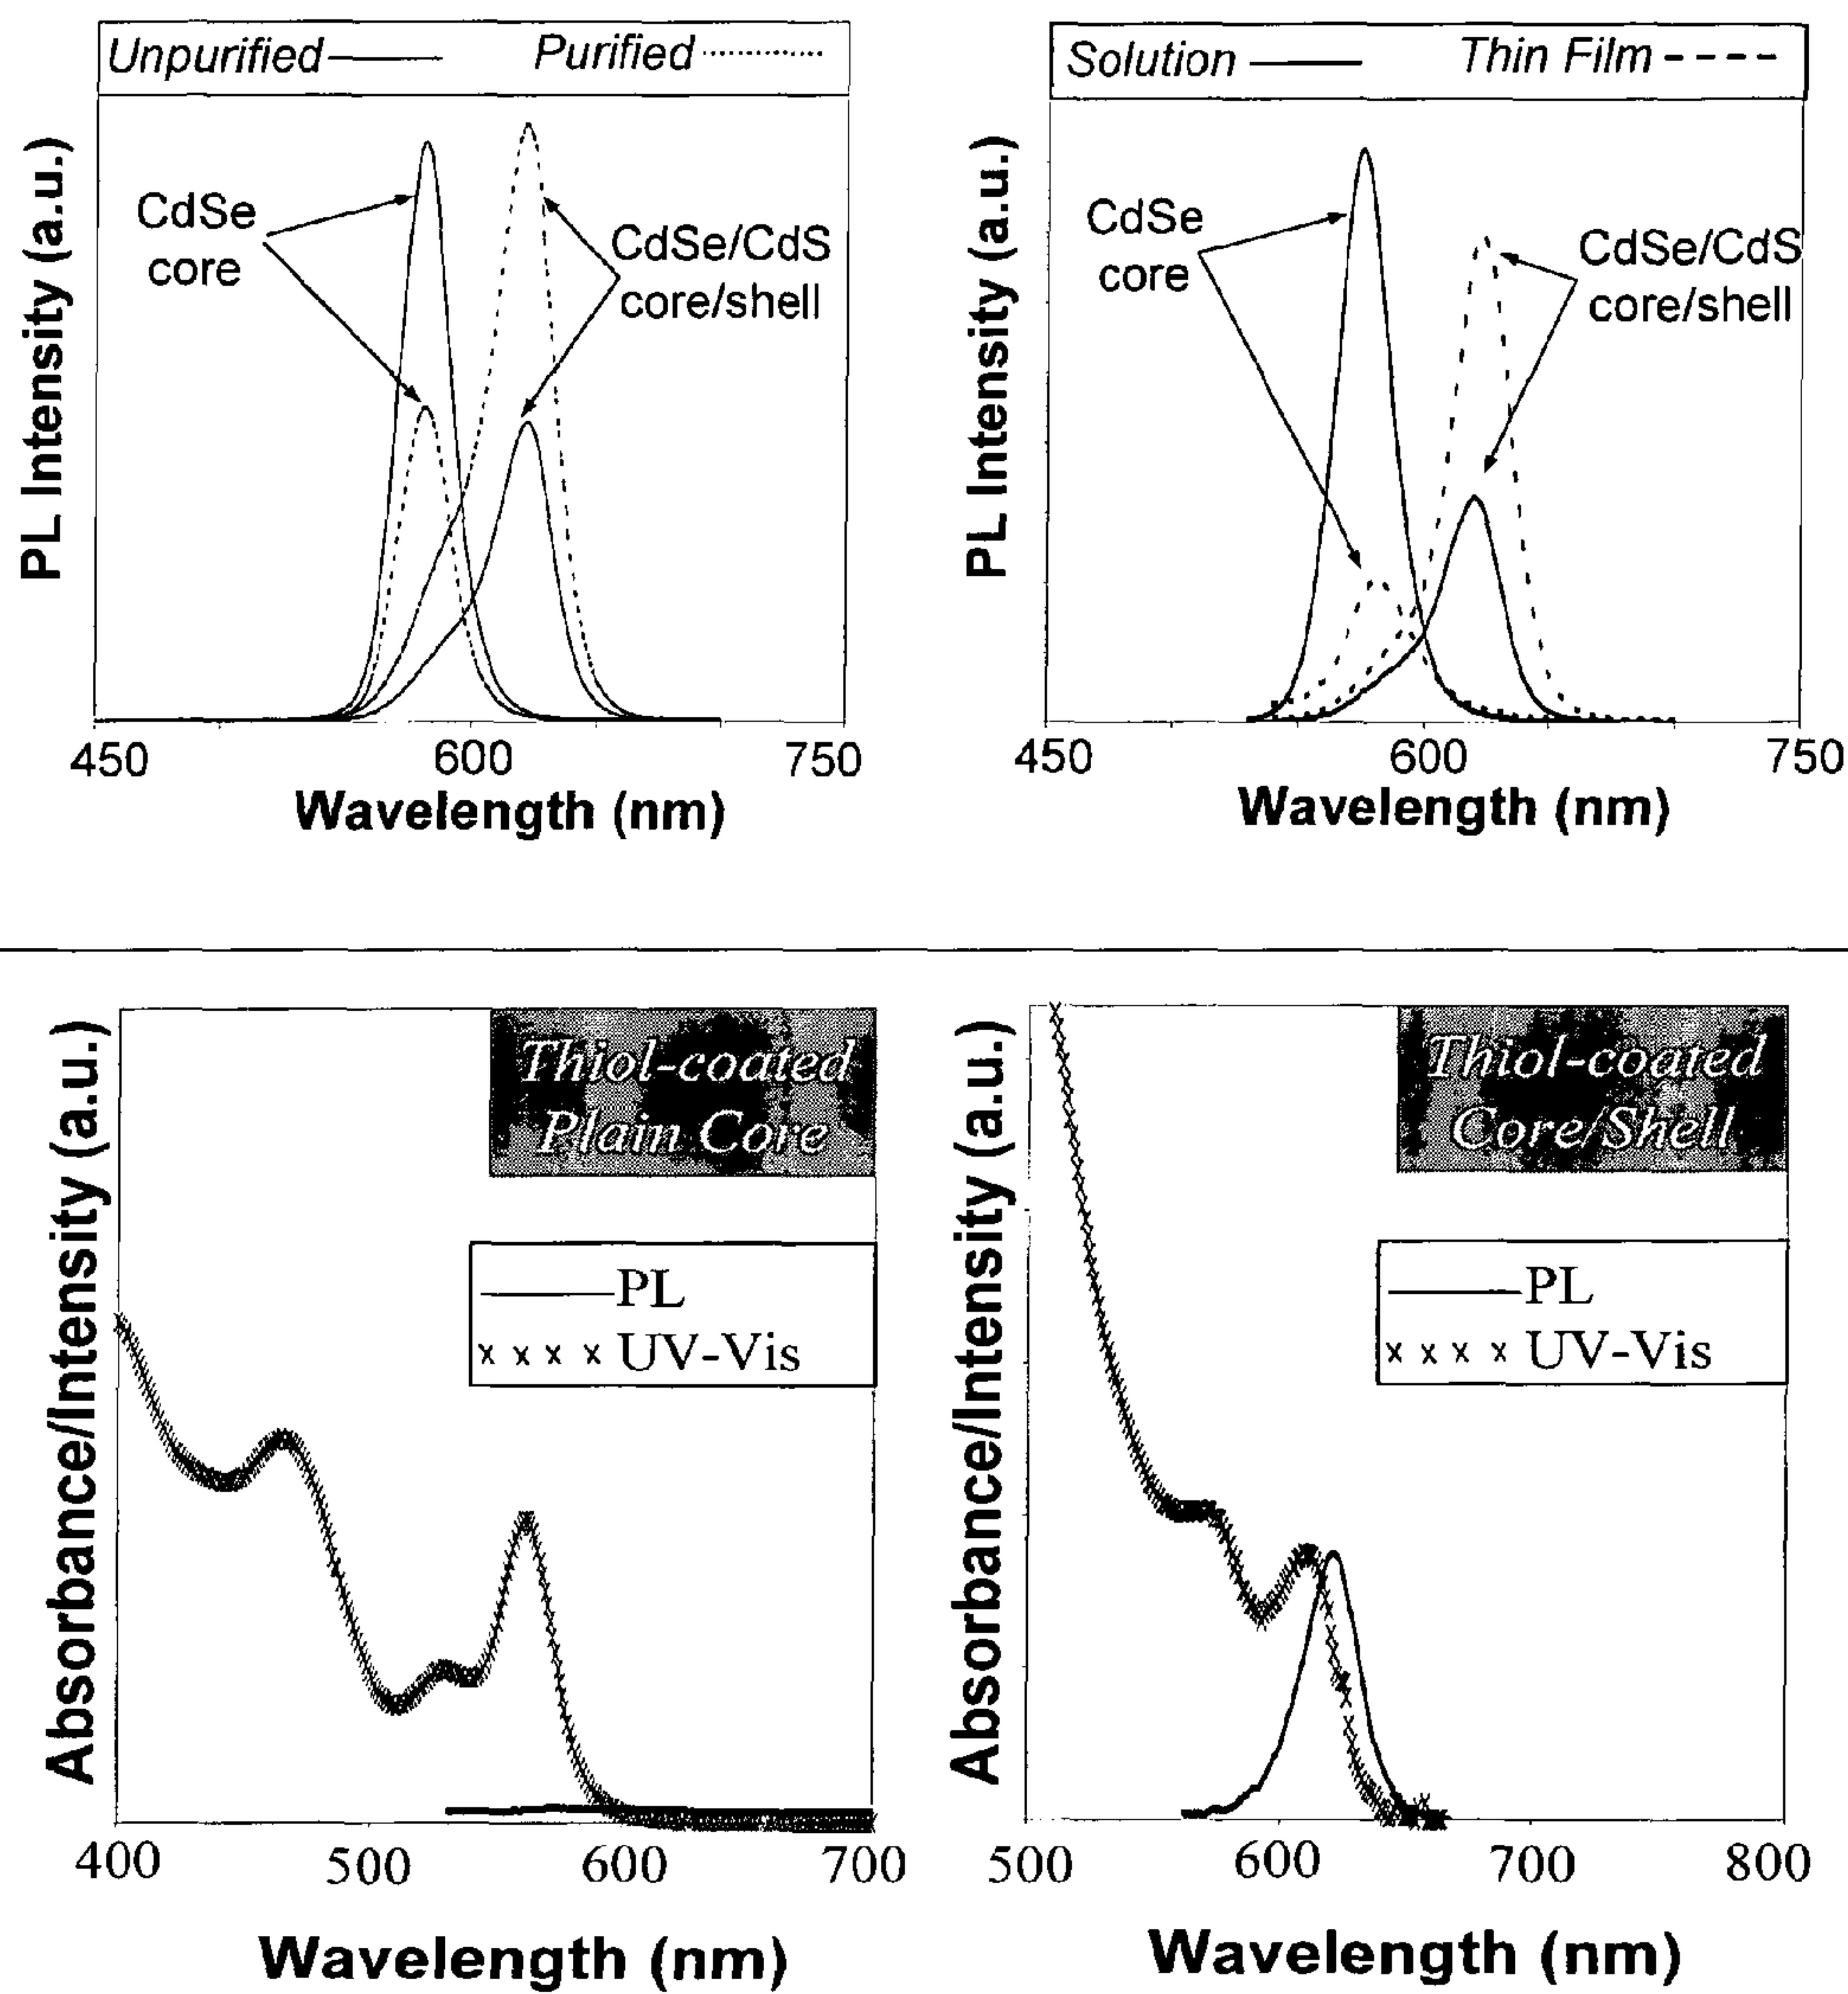 Unpurified Purified
PL Intensity (a.u.)
CdSe
core
CdSe/CdS
core/shell
450 600 750
Wavelength (nm)
Solution Thin Film
PL Intensity (a.u.)
CdSe
core
CdSe/CdS
core/shell
450 600 750
Wavelength (nm)
Absorbance/Intensity (a.u.)
Thiol-coated
Plain Core
PL
x x x x UV-Vis
400 500 600 700
Wavelength (nm)
Absorbance/Intensity (a.u.)
Thiol-coated
Core/Shell
PL
x x x x UV-Vis
500 600 700 800
Wavelength (nm)